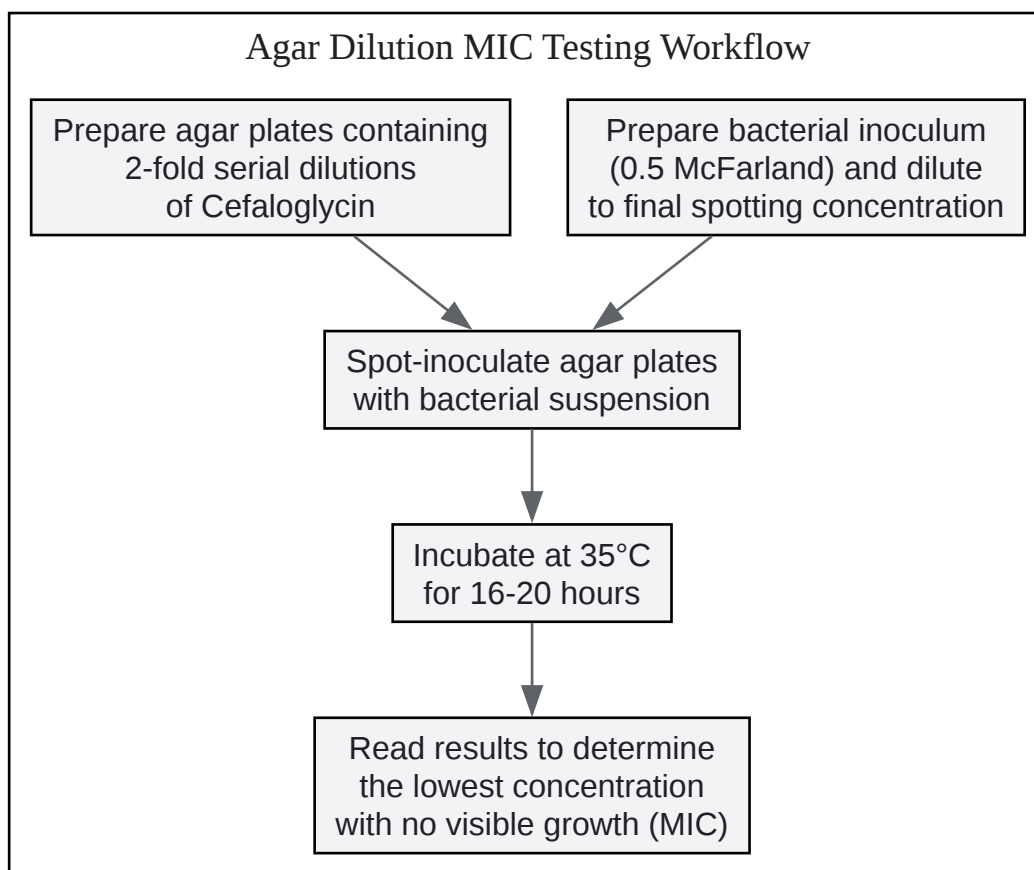 Agar Dilution MIC Testing Workflow
Prepare agar plates containing
2-fold serial dilutions
of Cefaloglycin
Prepare bacterial inoculum
(0.5 McFarland) and dilute
to final spotting concentration
Spot-inoculate agar plates
with bacterial suspension
Incubate at 35°C
for 16-20 hours
Read results to determine
the lowest concentration
with no visible growth (MIC)